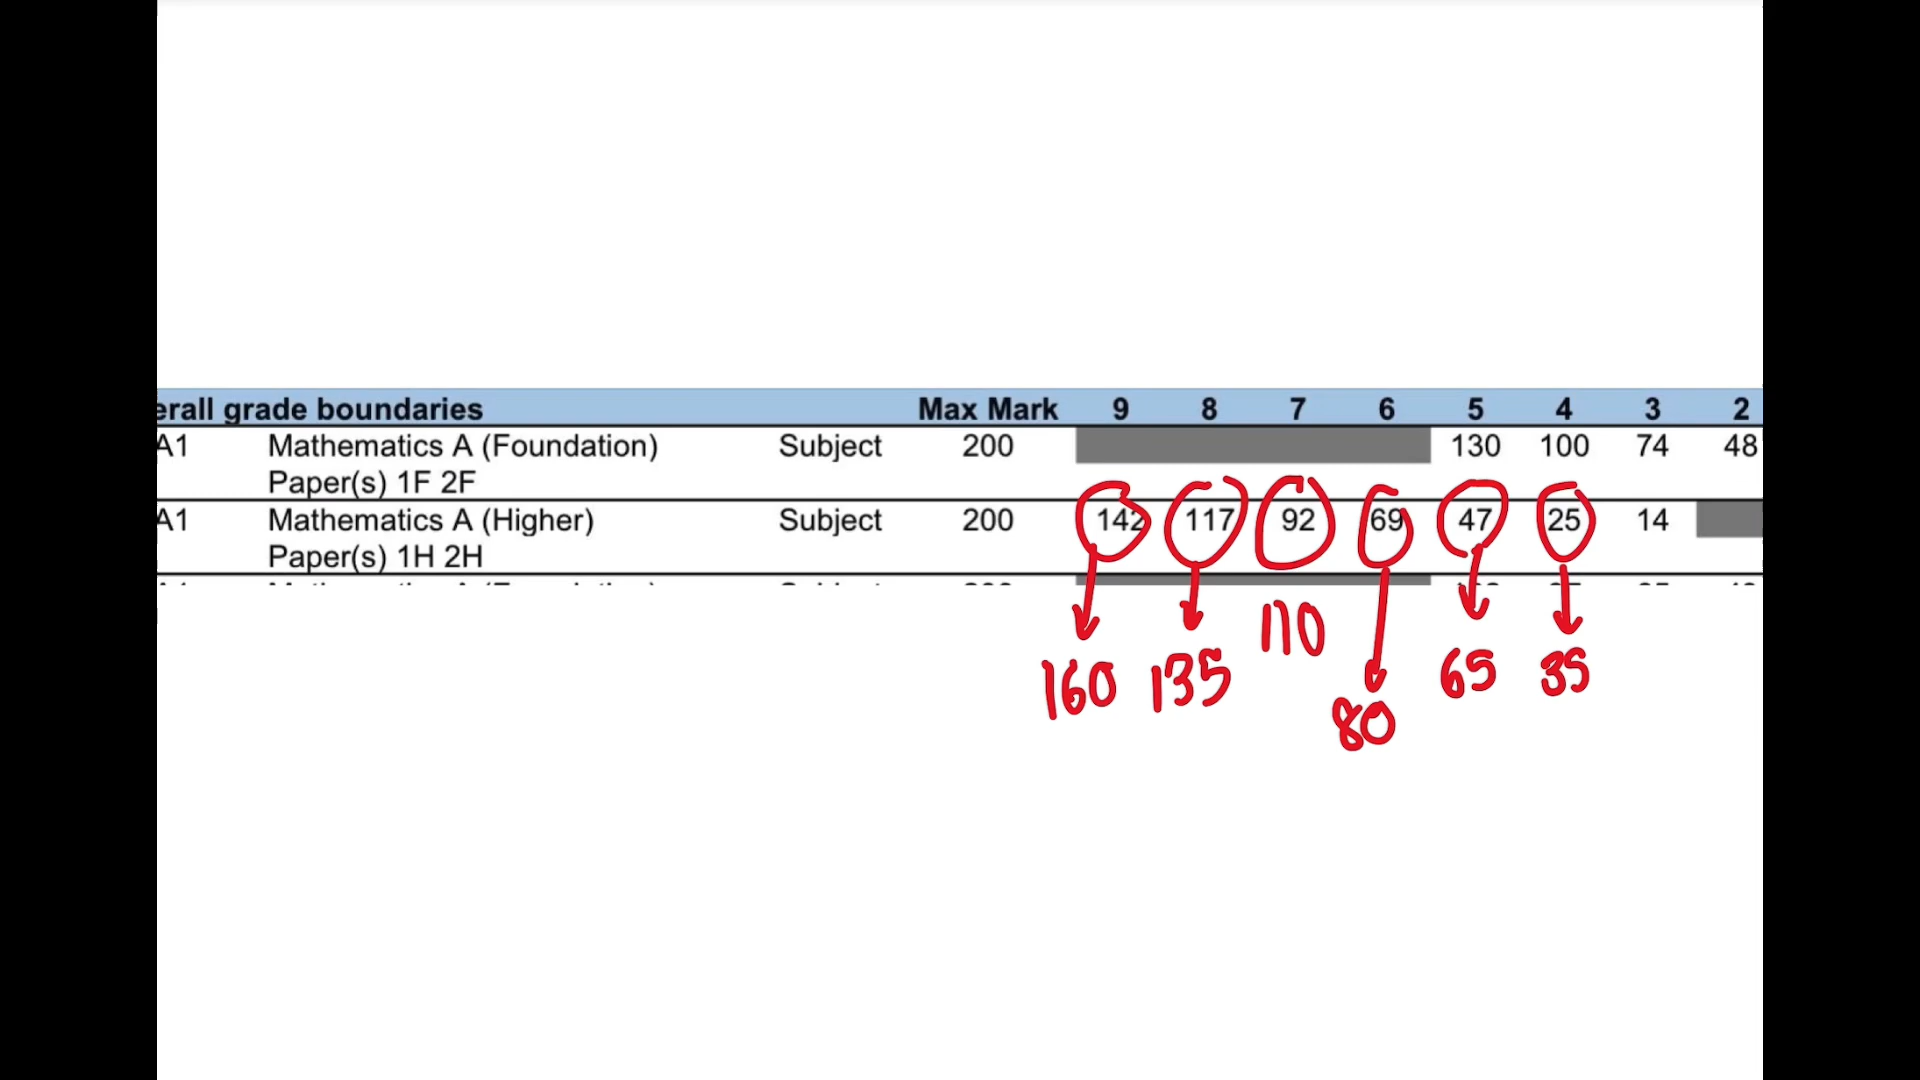 erall grade boundaries Max Mark 9 8 7 6 5 4 3 2
A1 Mathematics A (Foundation) Subject 200 130 100 74 48
Paper(s) 1F 2F
A1 Mathematics A (Higher) Subject 200 142 117 92 69 47 25 14
Paper(s) 1H 2H
160 135 110 80 65 35